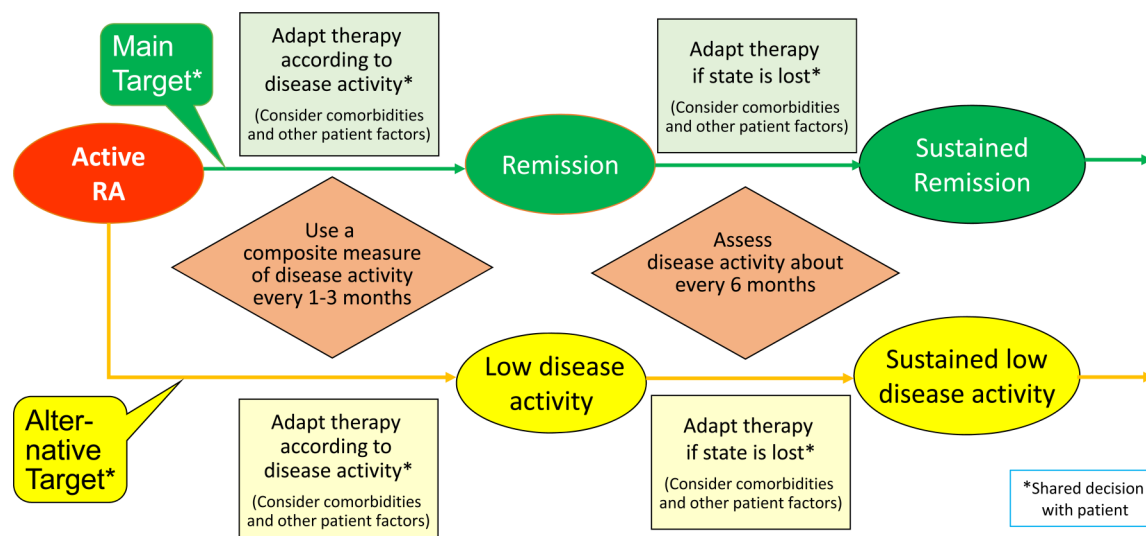 Main
Target*
Adapt therapy
according to
disease activity*
(Consider comorbidities
and other patient factors)
Adapt therapy
if state is lost*
(Consider comorbidities
and other patient factors)
Active
RA
Remission
Sustained
Remission
Use a
composite measure
of disease activity
every 1-3 months
Assess
disease activity about
every 6 months
Low disease
activity
Sustained low
disease activity
Alter-
native
Target*
Adapt therapy
according to
disease activity*
(Consider comorbidities
and other patient factors)
Adapt therapy
if state is lost*
(Consider comorbidities
and other patient factors)
*Shared decision
with patient